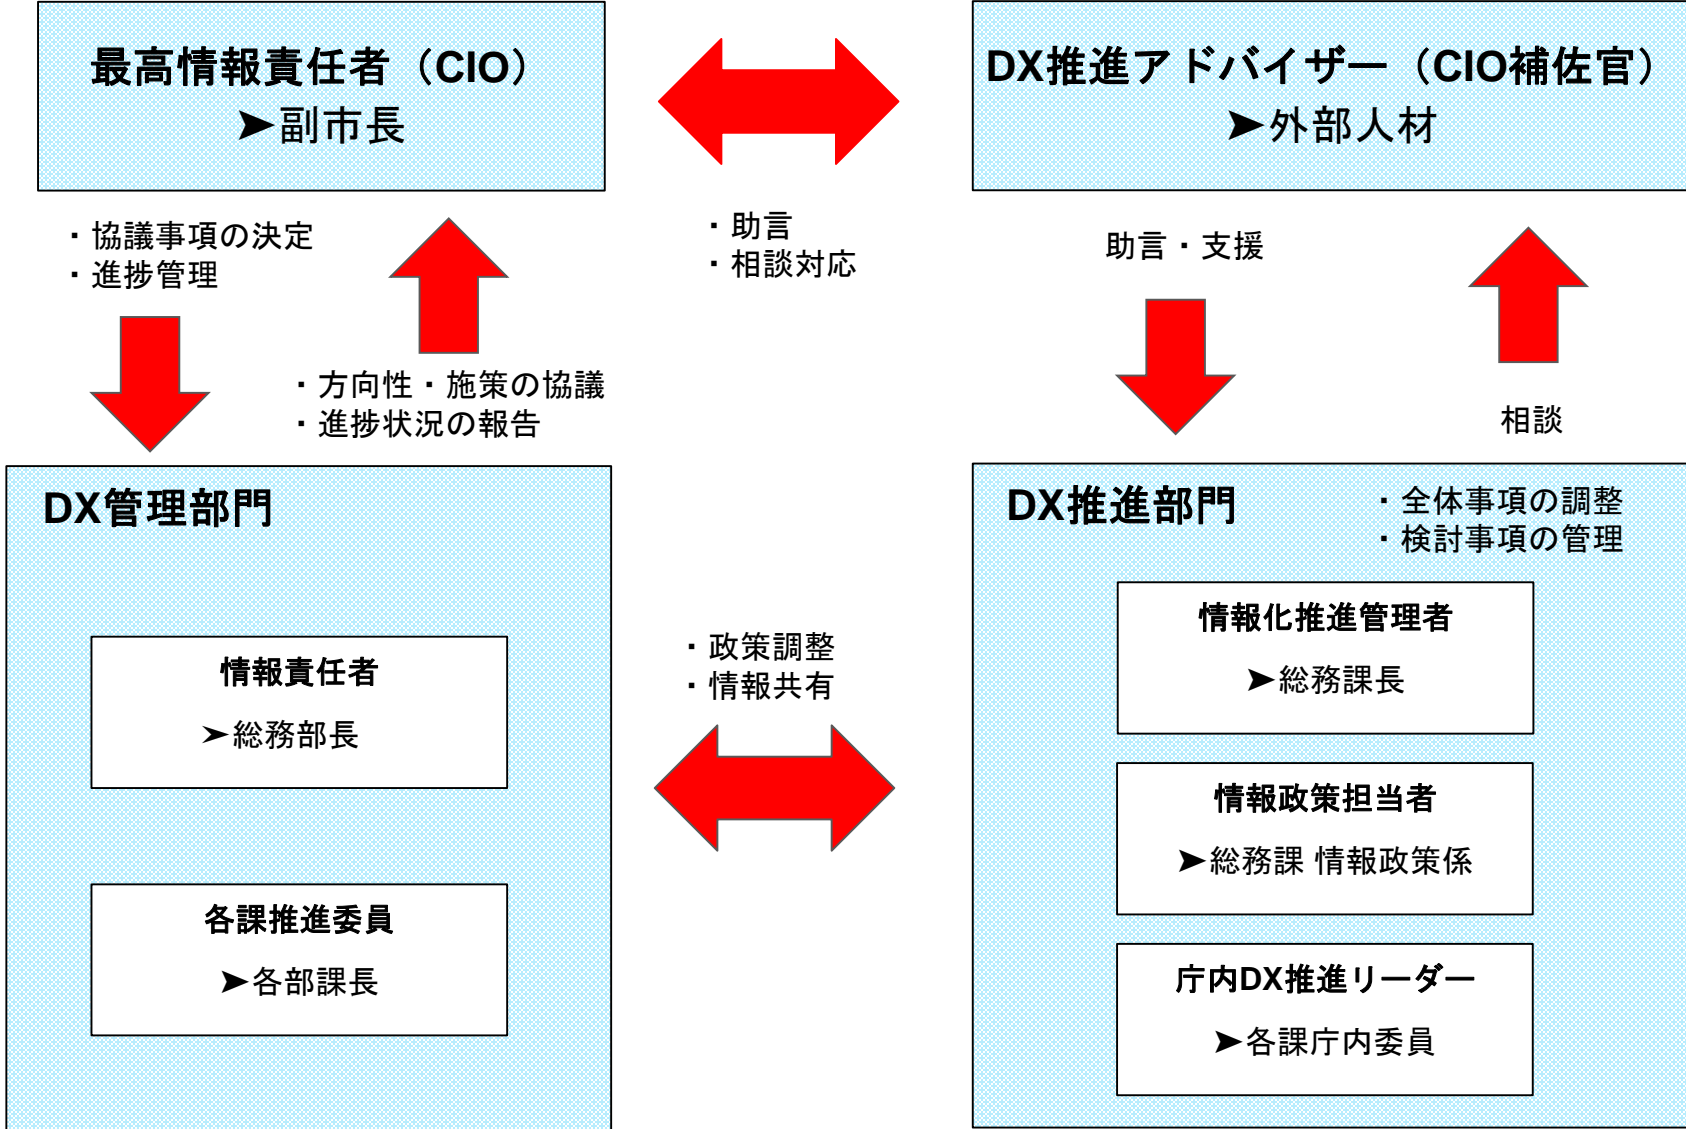 最高情報責任者（CIO）
➤副市長
DX推進アドバイザー（CIO補佐官）
➤外部人材
・協議事項の決定
・進捗管理
・方向性・施策の協議
・進捗状況の報告
・助言
・相談対応
助言・支援
相談
DX管理部門
情報責任者
➤総務部長
各課推進委員
➤各部課長
・政策調整
・情報共有
DX推進部門
・全体事項の調整
・検討事項の管理
情報化推進管理者
➤総務課長
情報政策担当者
➤総務課 情報政策係
庁内DX推進リーダー
➤各課庁内委員